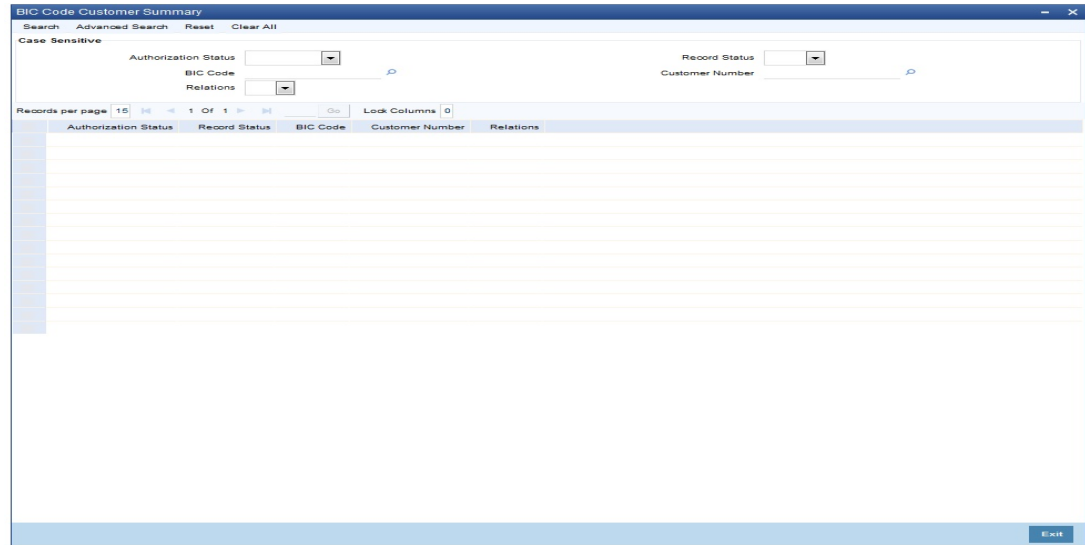 BIC Code Customer Summary
Search Advanced Search Reset Clear All
Case Sensitive
Authorization Status Record Status
BIC Code Customer Number
Relations
Records per page 15 1 Of 1 Go Lock Columns 0
Authorization Status Record Status BIC Code Customer Number Relations
Exit